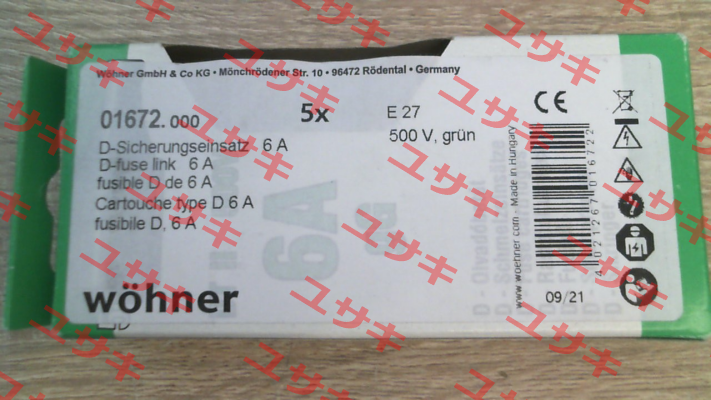 Wöhner GmbH & Co KG • Mönchrödener Str. 10 • 96472 Rödental • Germany
01672.000
5x
E 27
500 V, grün
D-Sicherungseinsatz 6 A
D-fuse link 6 A
fusible D de 6 A
Cartouche type D 6 A
fusibile D, 6 A
wöhner
6A
CE
www.woehner.com • Made in Hungary
4 021267 016722
09/21
ユサキ